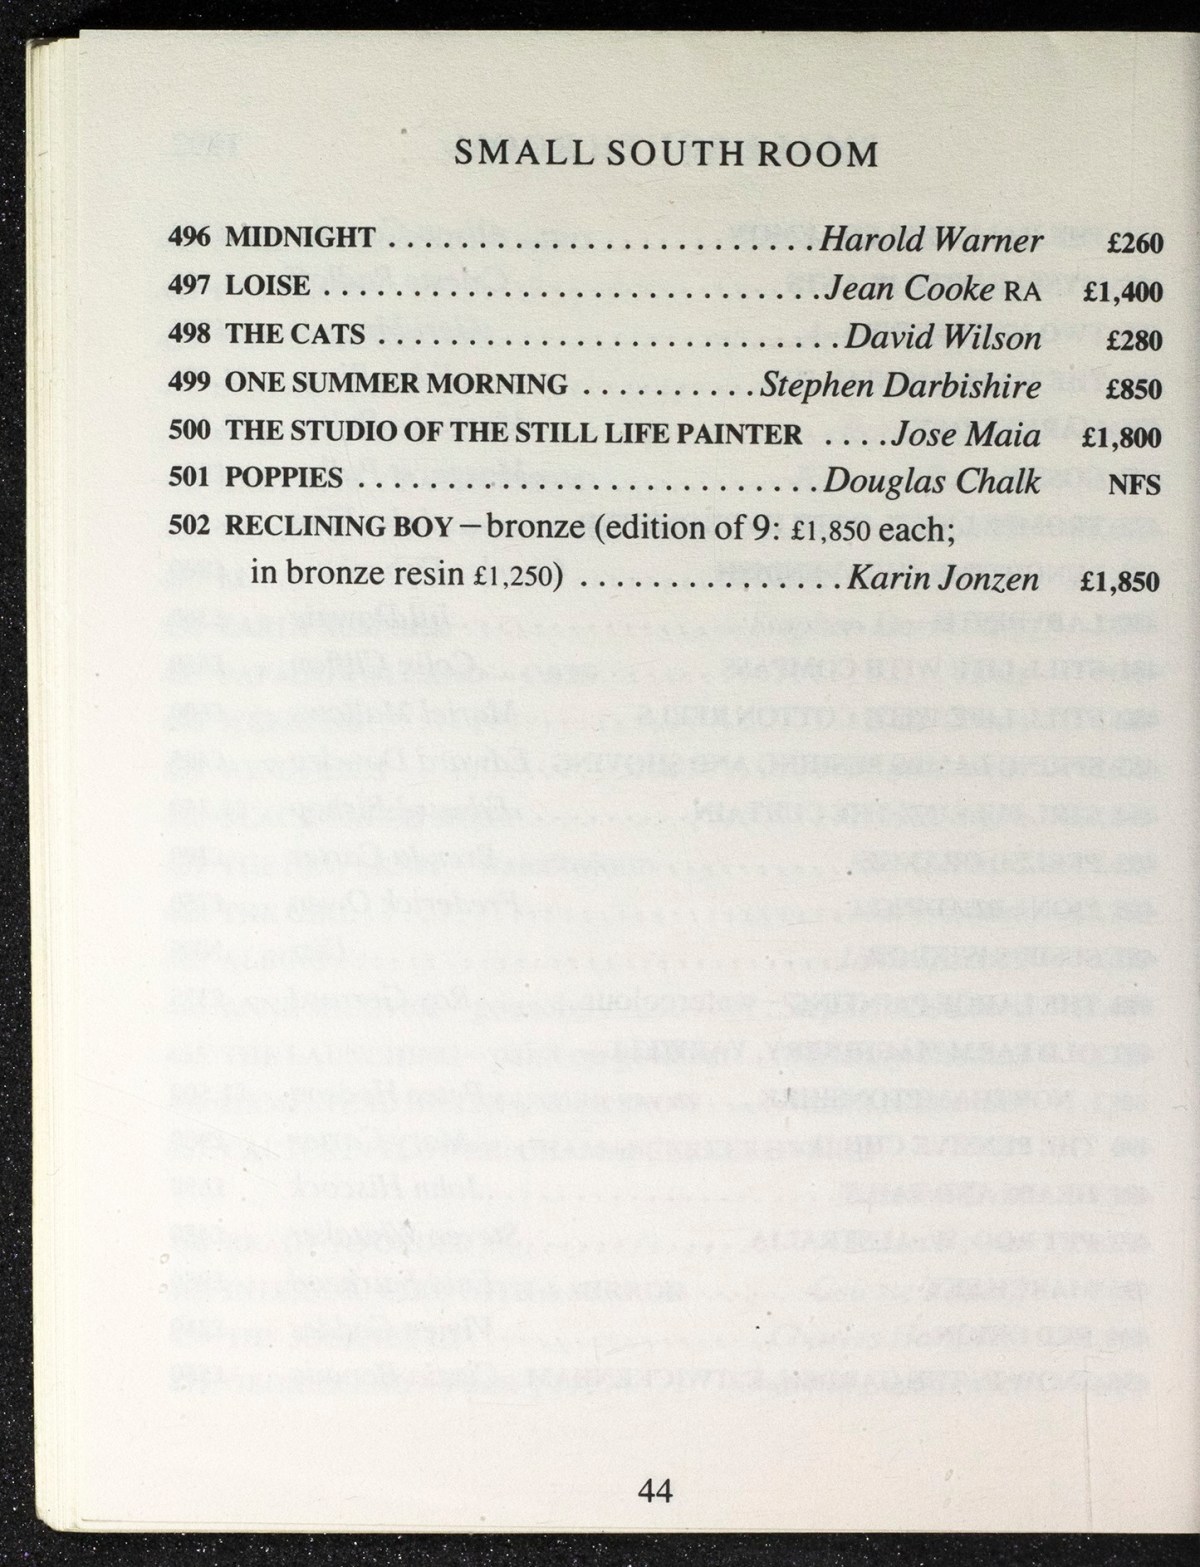 SMALL SOUTH ROOM
496 MIDNIGHT ........................ Harold Warner £260
497 LOISE ............................. Jean Cooke RA £1,400
498 THE CATS .......................... David Wilson £280
499 ONE SUMMER MORNING .......... Stephen Darbishire £850
500 THE STUDIO OF THE STILL LIFE PAINTER .... Jose Maia £1,800
501 POPPIES .......................... Douglas Chalk NFS
502 RECLINING BOY – bronze (edition of 9: £1,850 each;
in bronze resin £1,250) ............... Karin Jonzen £1,850
44